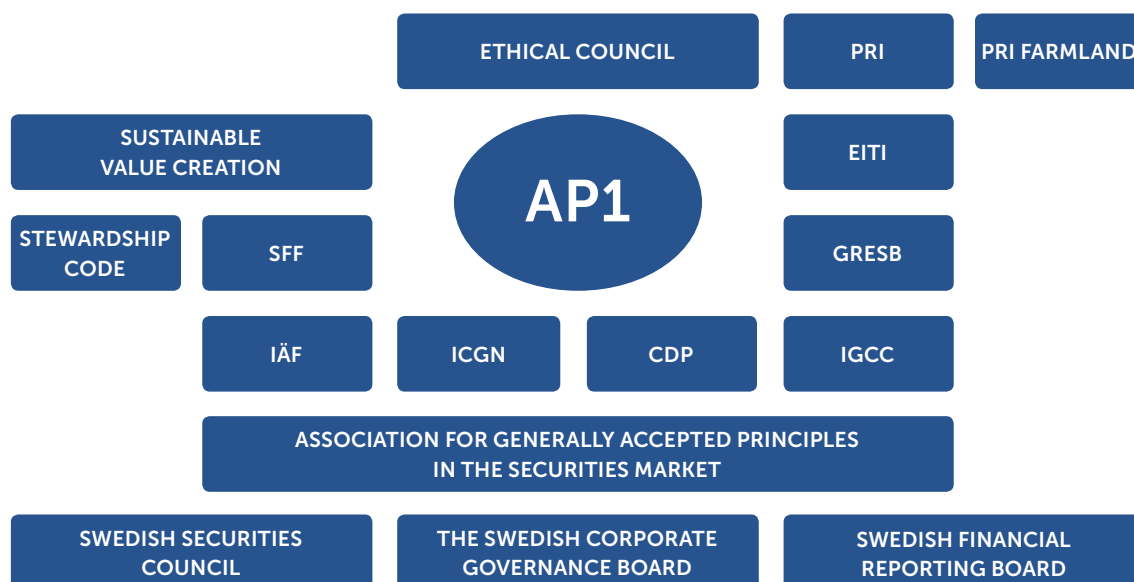 ETHICAL COUNCIL
PRI
PRI FARMLAND
SUSTAINABLE
VALUE CREATION
AP1
EITI
STEWARDSHIP
CODE
SFF
GRESB
IÄF
ICGN
CDP
IGCC
ASSOCIATION FOR GENERALLY ACCEPTED PRINCIPLES
IN THE SECURITIES MARKET
SWEDISH SECURITIES
COUNCIL
THE SWEDISH CORPORATE
GOVERNANCE BOARD
SWEDISH FINANCIAL
REPORTING BOARD